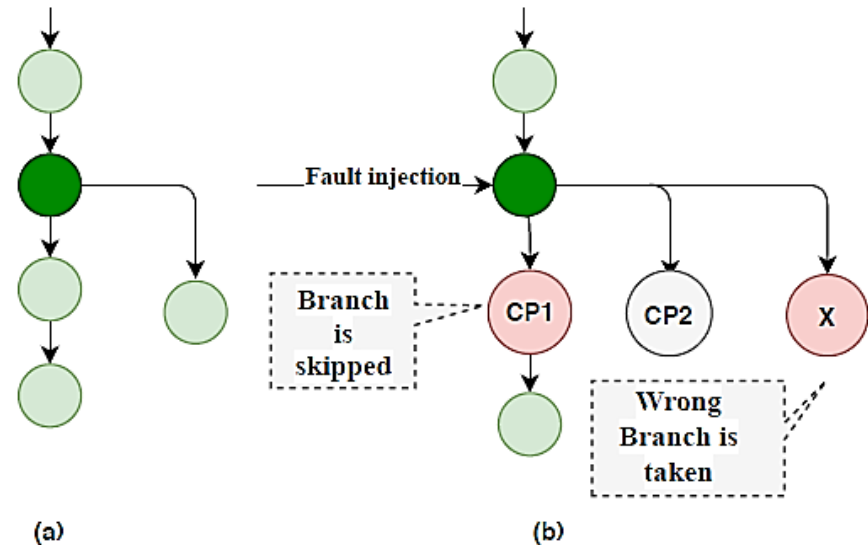 Fault injection
Branch
is
skipped
CP1
CP2
X
Wrong
Branch is
taken
(a)
(b)